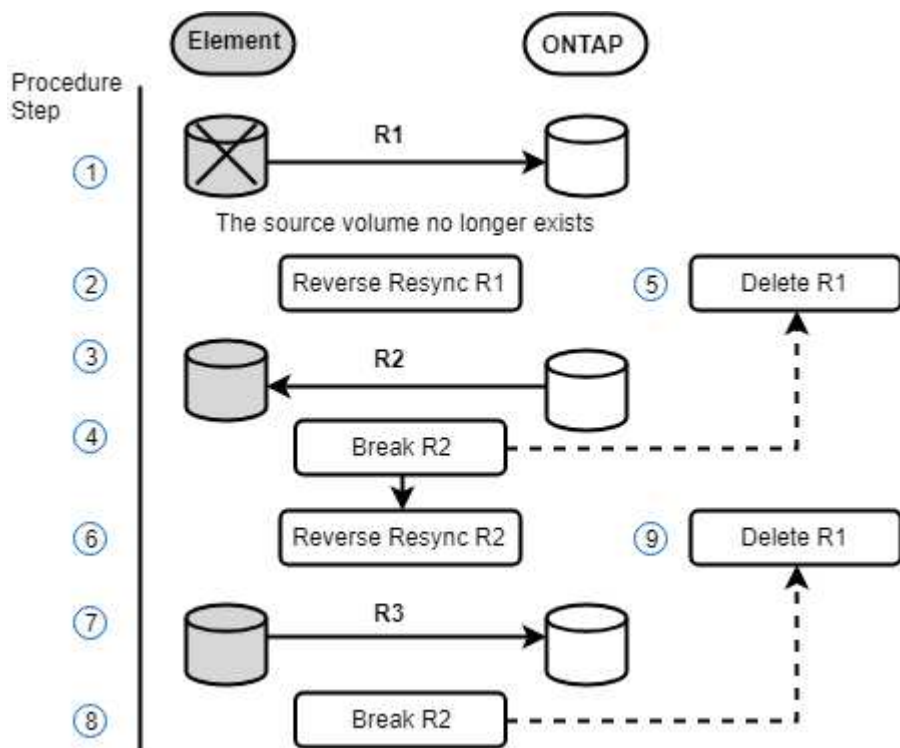 Element
ONTAP
Procedure
Step
R1
1
The source volume no longer exists
2
Reverse Resync R1
5
Delete R1
3
R2
4
Break R2
6
Reverse Resync R2
9
Delete R1
7
R3
8
Break R2